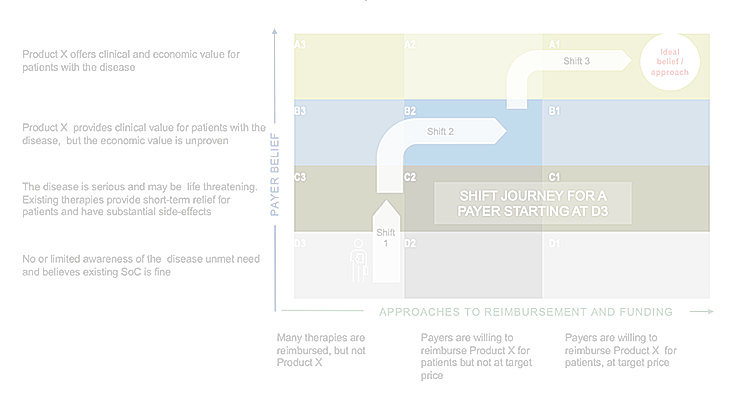 Product X offers clinical and economic value for
patients with the disease
Product X provides clinical value for patients with the
disease, but the economic value is unproven
The disease is serious and may be life threatening.
Existing therapies provide short-term relief for
patients and have substantial side-effects
No or limited awareness of the disease unmet need
and believes existing SoC is fine
PAYER BELIEF
A3
A2
A1
Shift 3
Ideal
belief /
approach
B3
B2
B1
Shift 2
C3
C2
C1
SHIFT JOURNEY FOR A
PAYER STARTING AT D3
D3
Shift
1
D2
D1
APPROACHES TO REIMBURSEMENT AND FUNDING
Many therapies are
reimbursed, but not
Product X
Payers are willing to
reimburse Product X for
patients but not at target
price
Payers are willing to
reimburse Product X for
patients, at target price